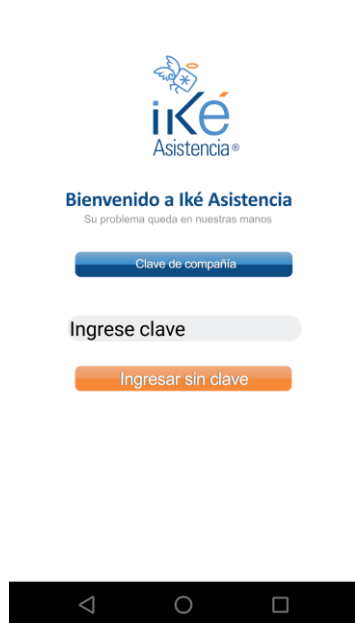 iKé
Asistencia®
Bienvenido a Iké Asistencia
Su problema queda en nuestras manos
Clave de compañía
Ingrese clave
Ingresar sin clave